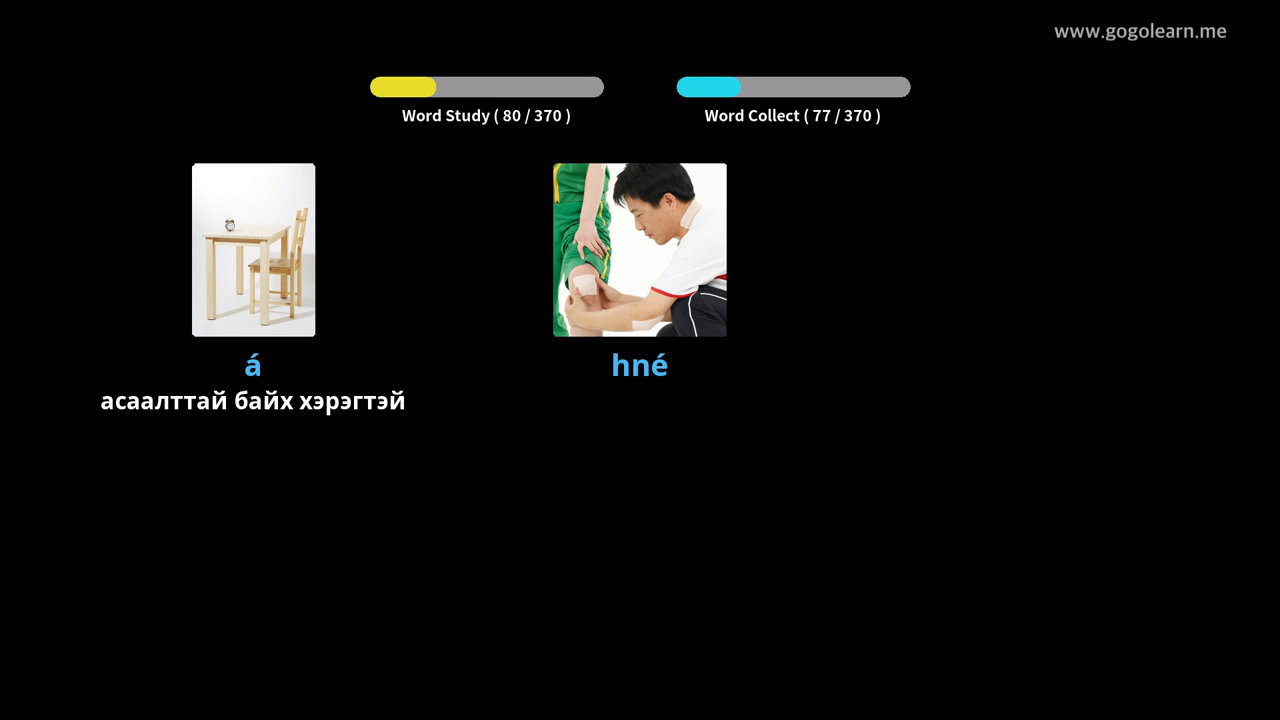 www.gogolearn.me
Word Study ( 80 / 370 )
Word Collect ( 77 / 370 )
á
hné
асаалттай байх хэрэгтэй